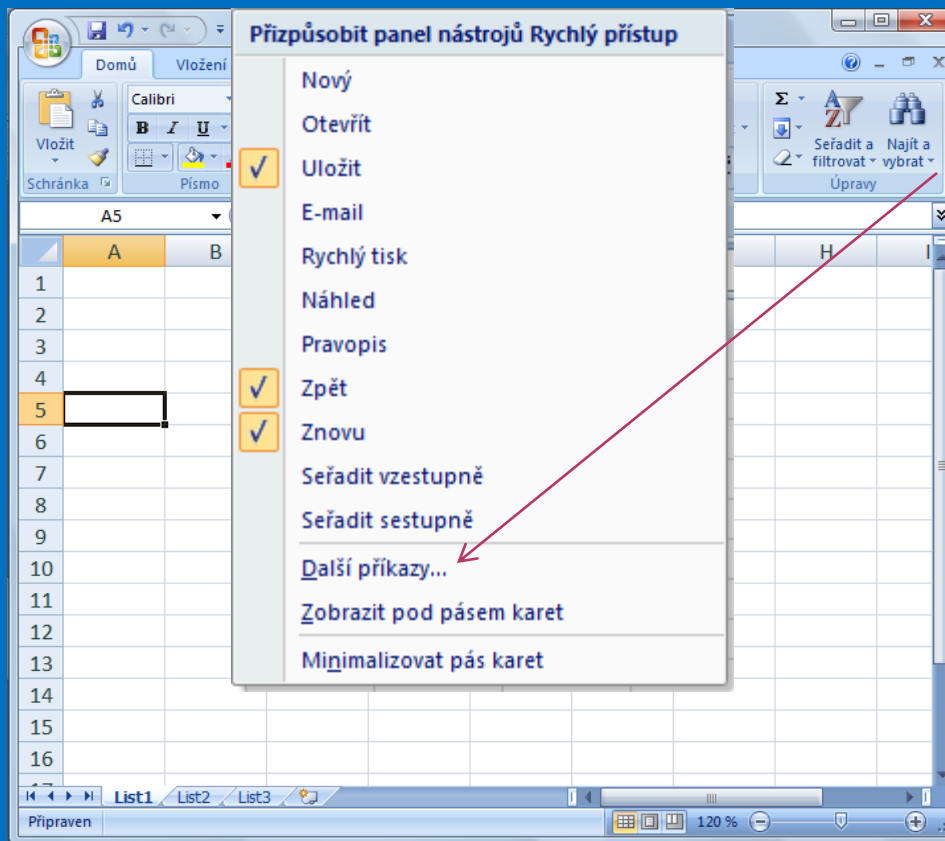 Přizpůsobit panel nástrojů Rychlý přístup
Domů Vložení
Nový
Otevřít
Uložit
E-mail
Rychlý tisk
Náhled
Pravopis
Zpět
Znovu
Seřadit vzestupně
Seřadit sestupně
Další příkazy...
Zobrazit pod pásem karet
Minimalizovat pás karet
Vložit
Schránka
Calibri
B I U
Písmo
Σ
Seřadit a filtrovat
Najít a vybrat
Úpravy
A5
A B H I
1
2
3
4
5
6
7
8
9
10
11
12
13
14
15
16
17
List1 List2 List3
Připraven
120 %